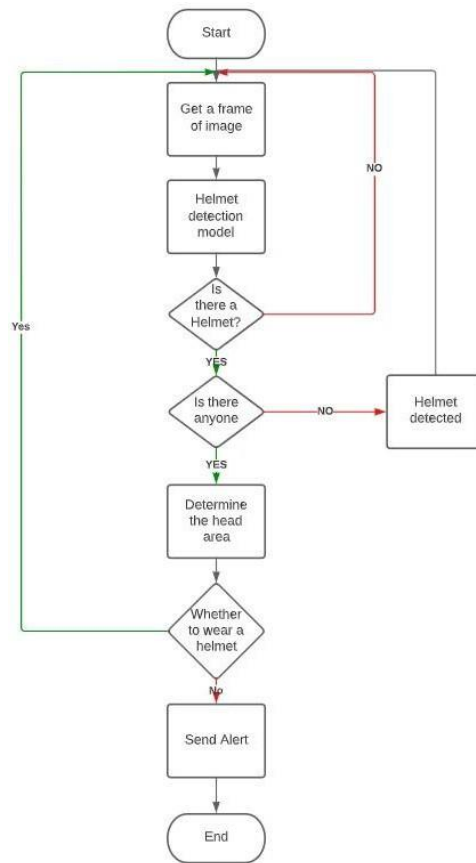 Start
Get a frame
of image
NO
Helmet
detection
model
Is
there a
Helmet?
Yes
YES
Is there
anyone
NO
Helmet
detected
YES
Determine
the head
area
Whether
to wear a
helmet
No
Send Alert
End